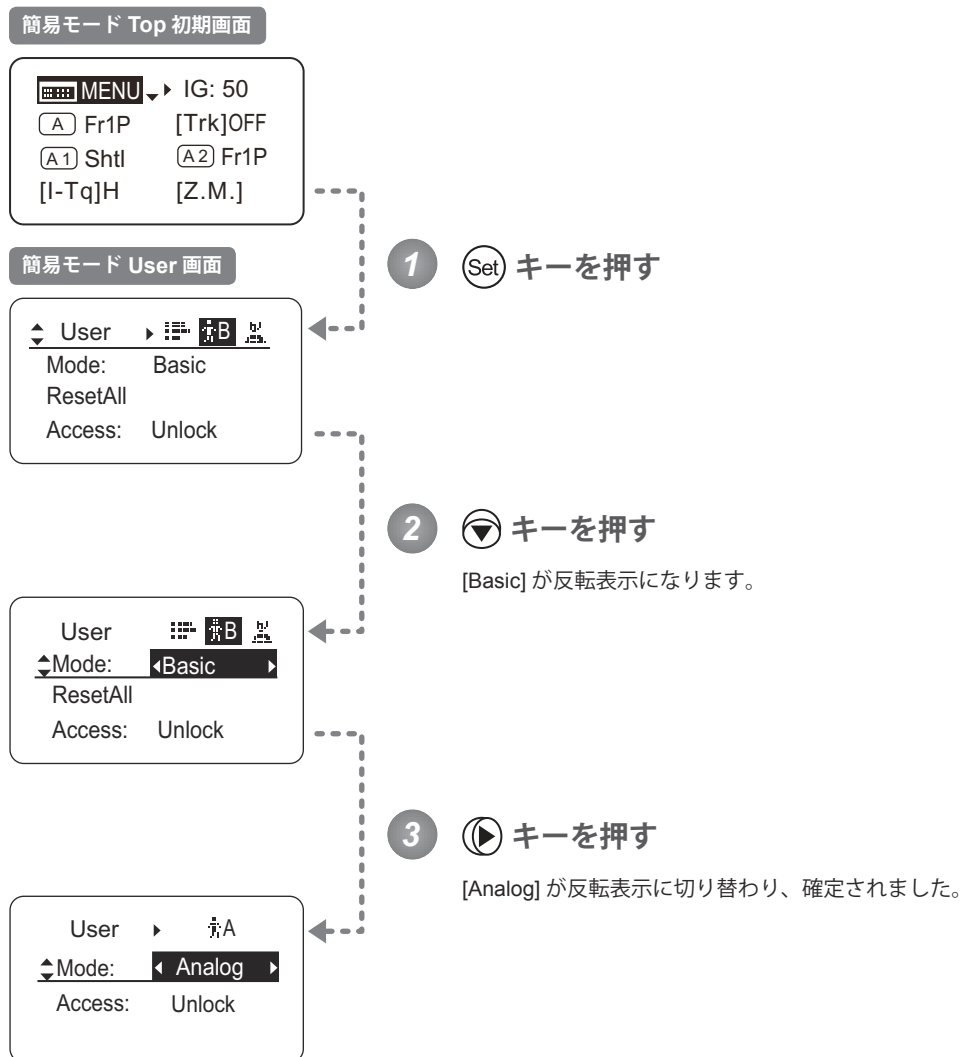 簡易モード Top 初期画面
MENU IG: 50
A Fr1P [Trk]OFF
A1 Shtl A2 Fr1P
[I-Tq]H [Z.M.]
1 Set キーを押す
簡易モード User 画面
User B
Mode: Basic
ResetAll
Access: Unlock
2 キーを押す
[Basic] が反転表示になります。
User B
Mode: Basic
ResetAll
Access: Unlock
3 キーを押す
[Analog] が反転表示に切り替わり、確定されました。
User A
Mode: Analog
Access: Unlock